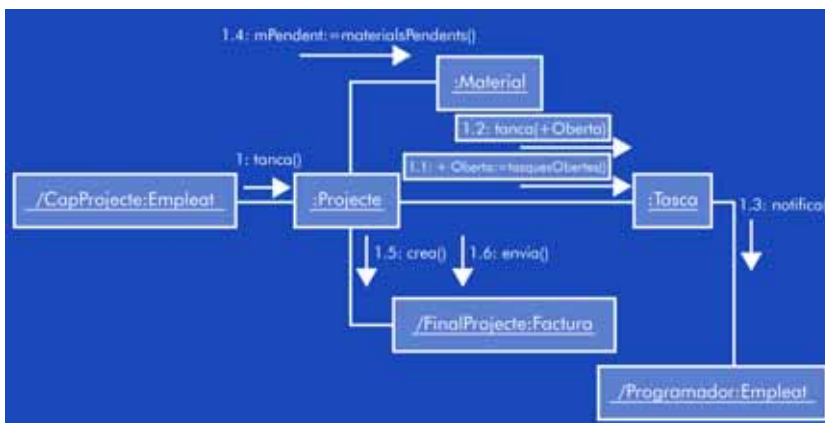 1.4: mPendent:=materialsPendents()
:Material
1.2: tanca(+Oberta)
1: tanca()
1.1: + Oberta:=tasquesObertes()
/CapProjecte:Empleat
:Projecte
:Tasca
1.3: notifica(
1.5: crea()
1.6: envia()
/FinalProjecte:Factura
/Programador:Empleat